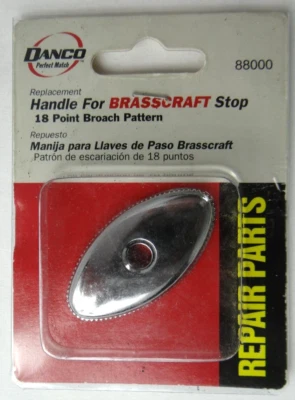 DANCO
Perfect Match
88000
Replacement
Handle For BRASSCRAFT Stop
18 Point Broach Pattern
Repuesto
Manija para Llaves de Paso Brasscraft
Patrón de escariación de 18 puntos
REPAIR PARTS